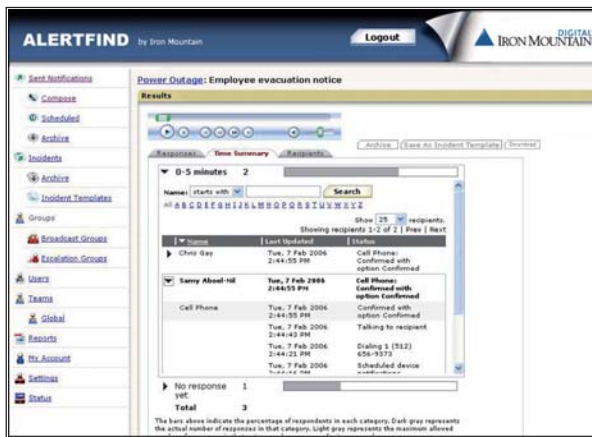 ALERTFIND by Iron Mountain
Logout
IRON MOUNTAIN
DIGITAL
Sent Notifications
Compose
Scheduled
Archive
Incidents
Archive
Incident Templates
Groups
Broadcast Groups
Escalation Groups
Users
Teams
Global
Reports
My Account
Settings
Status
Power Outage: Employee evacuation notice
Results
Archive Save As Incident Template Download
Responses Time Summary Recipients
0-5 minutes 2
Name: starts with Search
All A B C D E F G H I J K L M N O P Q R S T U V W X Y Z
Show 25 recipients.
Showing recipients 1-2 of 2 | Prev | Next
Name Last Updated Status
Chris Gay Tue, 7 Feb 2006 2:44:55 PM Cell Phone: Confirmed with option Confirmed
Samy Aboel-Nil Tue, 7 Feb 2006 2:44:55 PM Cell Phone: Confirmed with option Confirmed
Cell Phone Tue, 7 Feb 2006 2:44:55 PM Confirmed with option Confirmed
Tue, 7 Feb 2006 2:44:43 PM Talking to recipient
Tue, 7 Feb 2006 2:44:21 PM Dialing 1 (512) 656-9373
Tue, 7 Feb 2006 Scheduled device
No response yet 1
Total 3
The bars above indicate the percentage of respondents in each category. Dark gray represents
the actual number of responses in that category. Light gray represents the maximum allowed